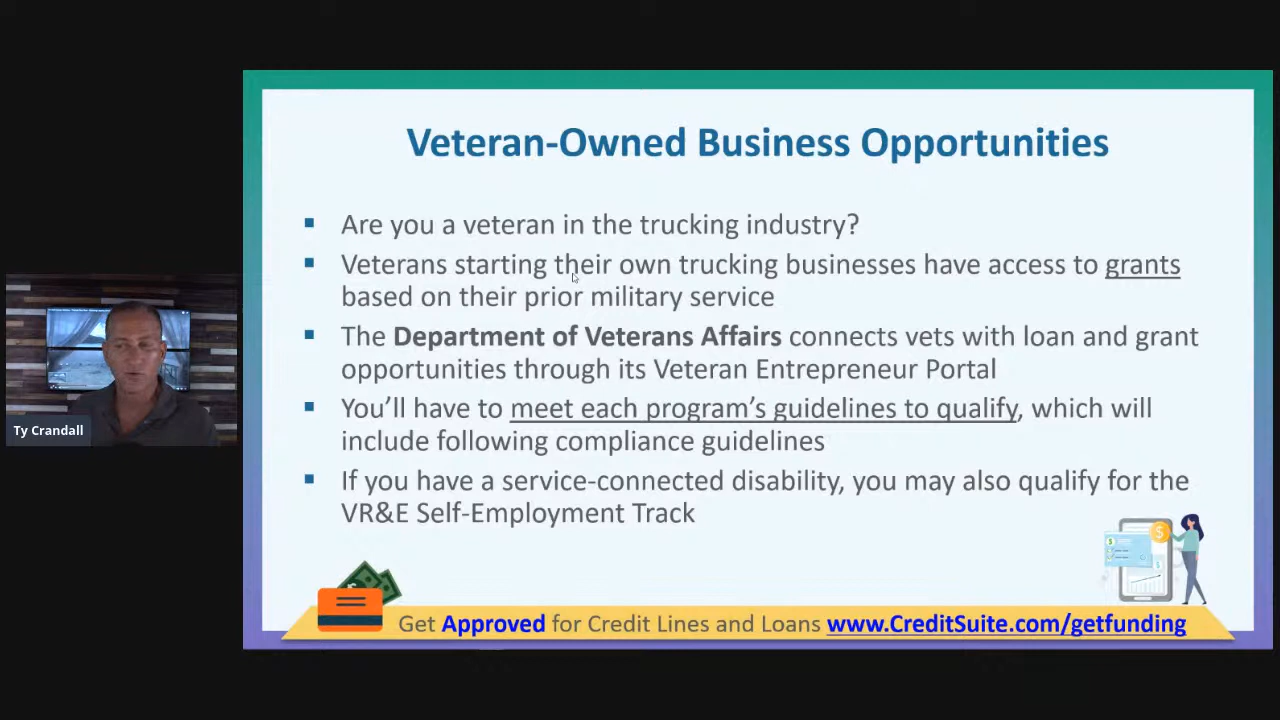 Veteran-Owned Business Opportunities
Are you a veteran in the trucking industry?
Veterans starting their own trucking businesses have access to grants
based on their prior military service
The Department of Veterans Affairs connects vets with loan and grant
opportunities through its Veteran Entrepreneur Portal
You’ll have to meet each program’s guidelines to qualify, which will
include following compliance guidelines
If you have a service-connected disability, you may also qualify for the
VR&E Self-Employment Track
Ty Crandall
Get Approved for Credit Lines and Loans www.CreditSuite.com/getfunding